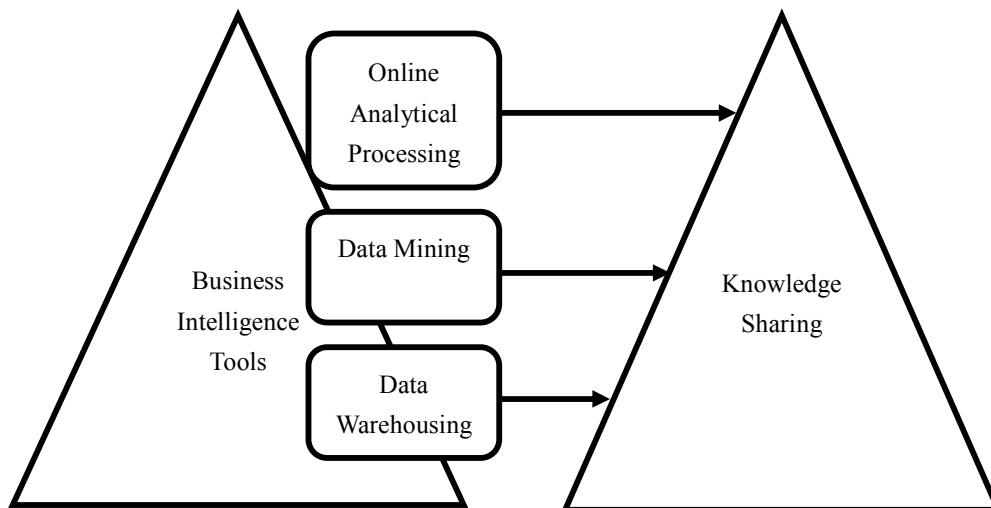 Online
Analytical
Processing
Data Mining
Business
Intelligence
Tools
Data
Warehousing
Knowledge
Sharing